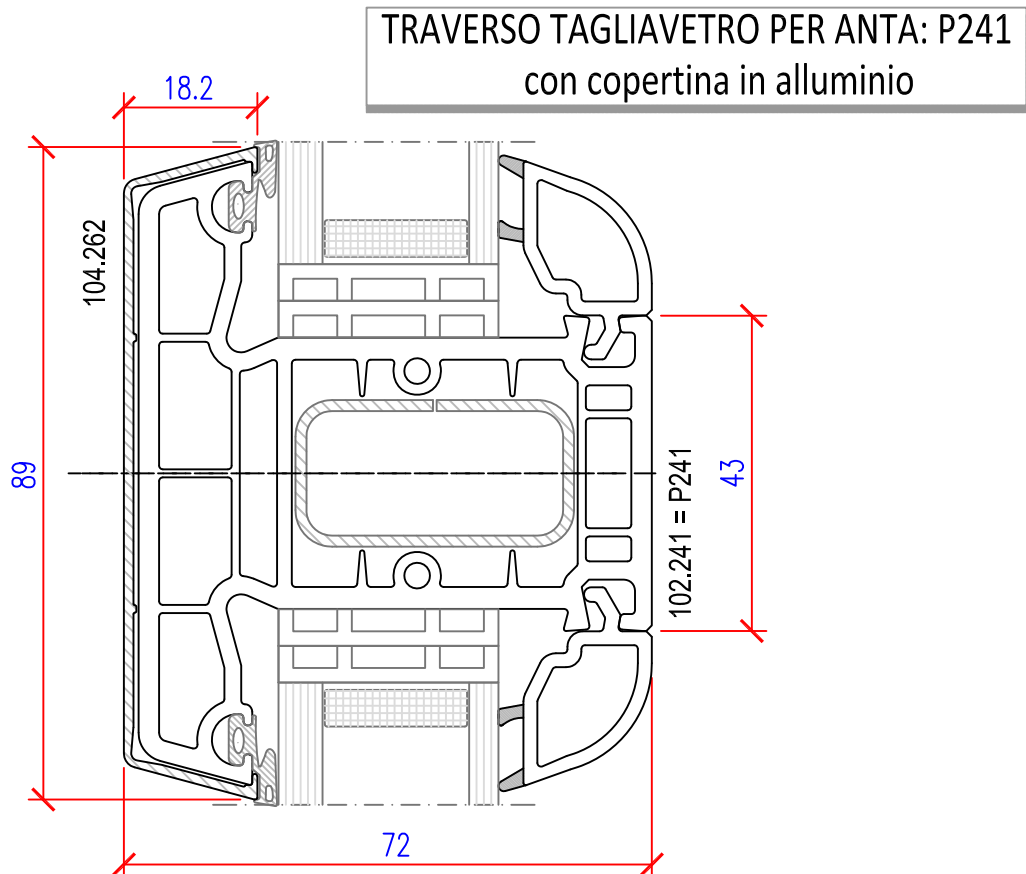 TRAVERSO TAGLIAVETRO PER ANTA: P241
con copertina in alluminio
18.2
104.262
89
43
102.241 = P241
72